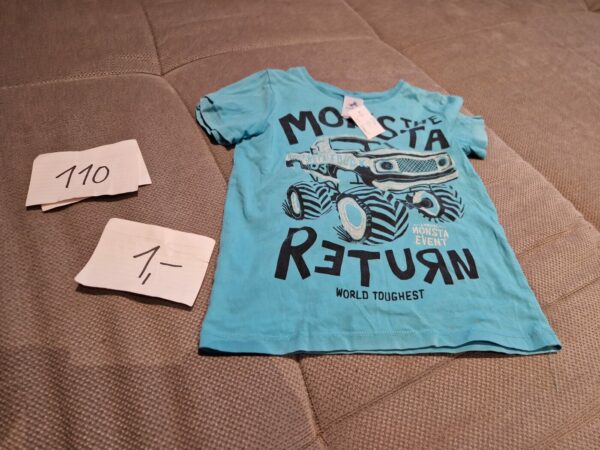 110
1,-
THE
MONSTA
MONSTA
EVENT
RETURN
WORLD TOUGHEST